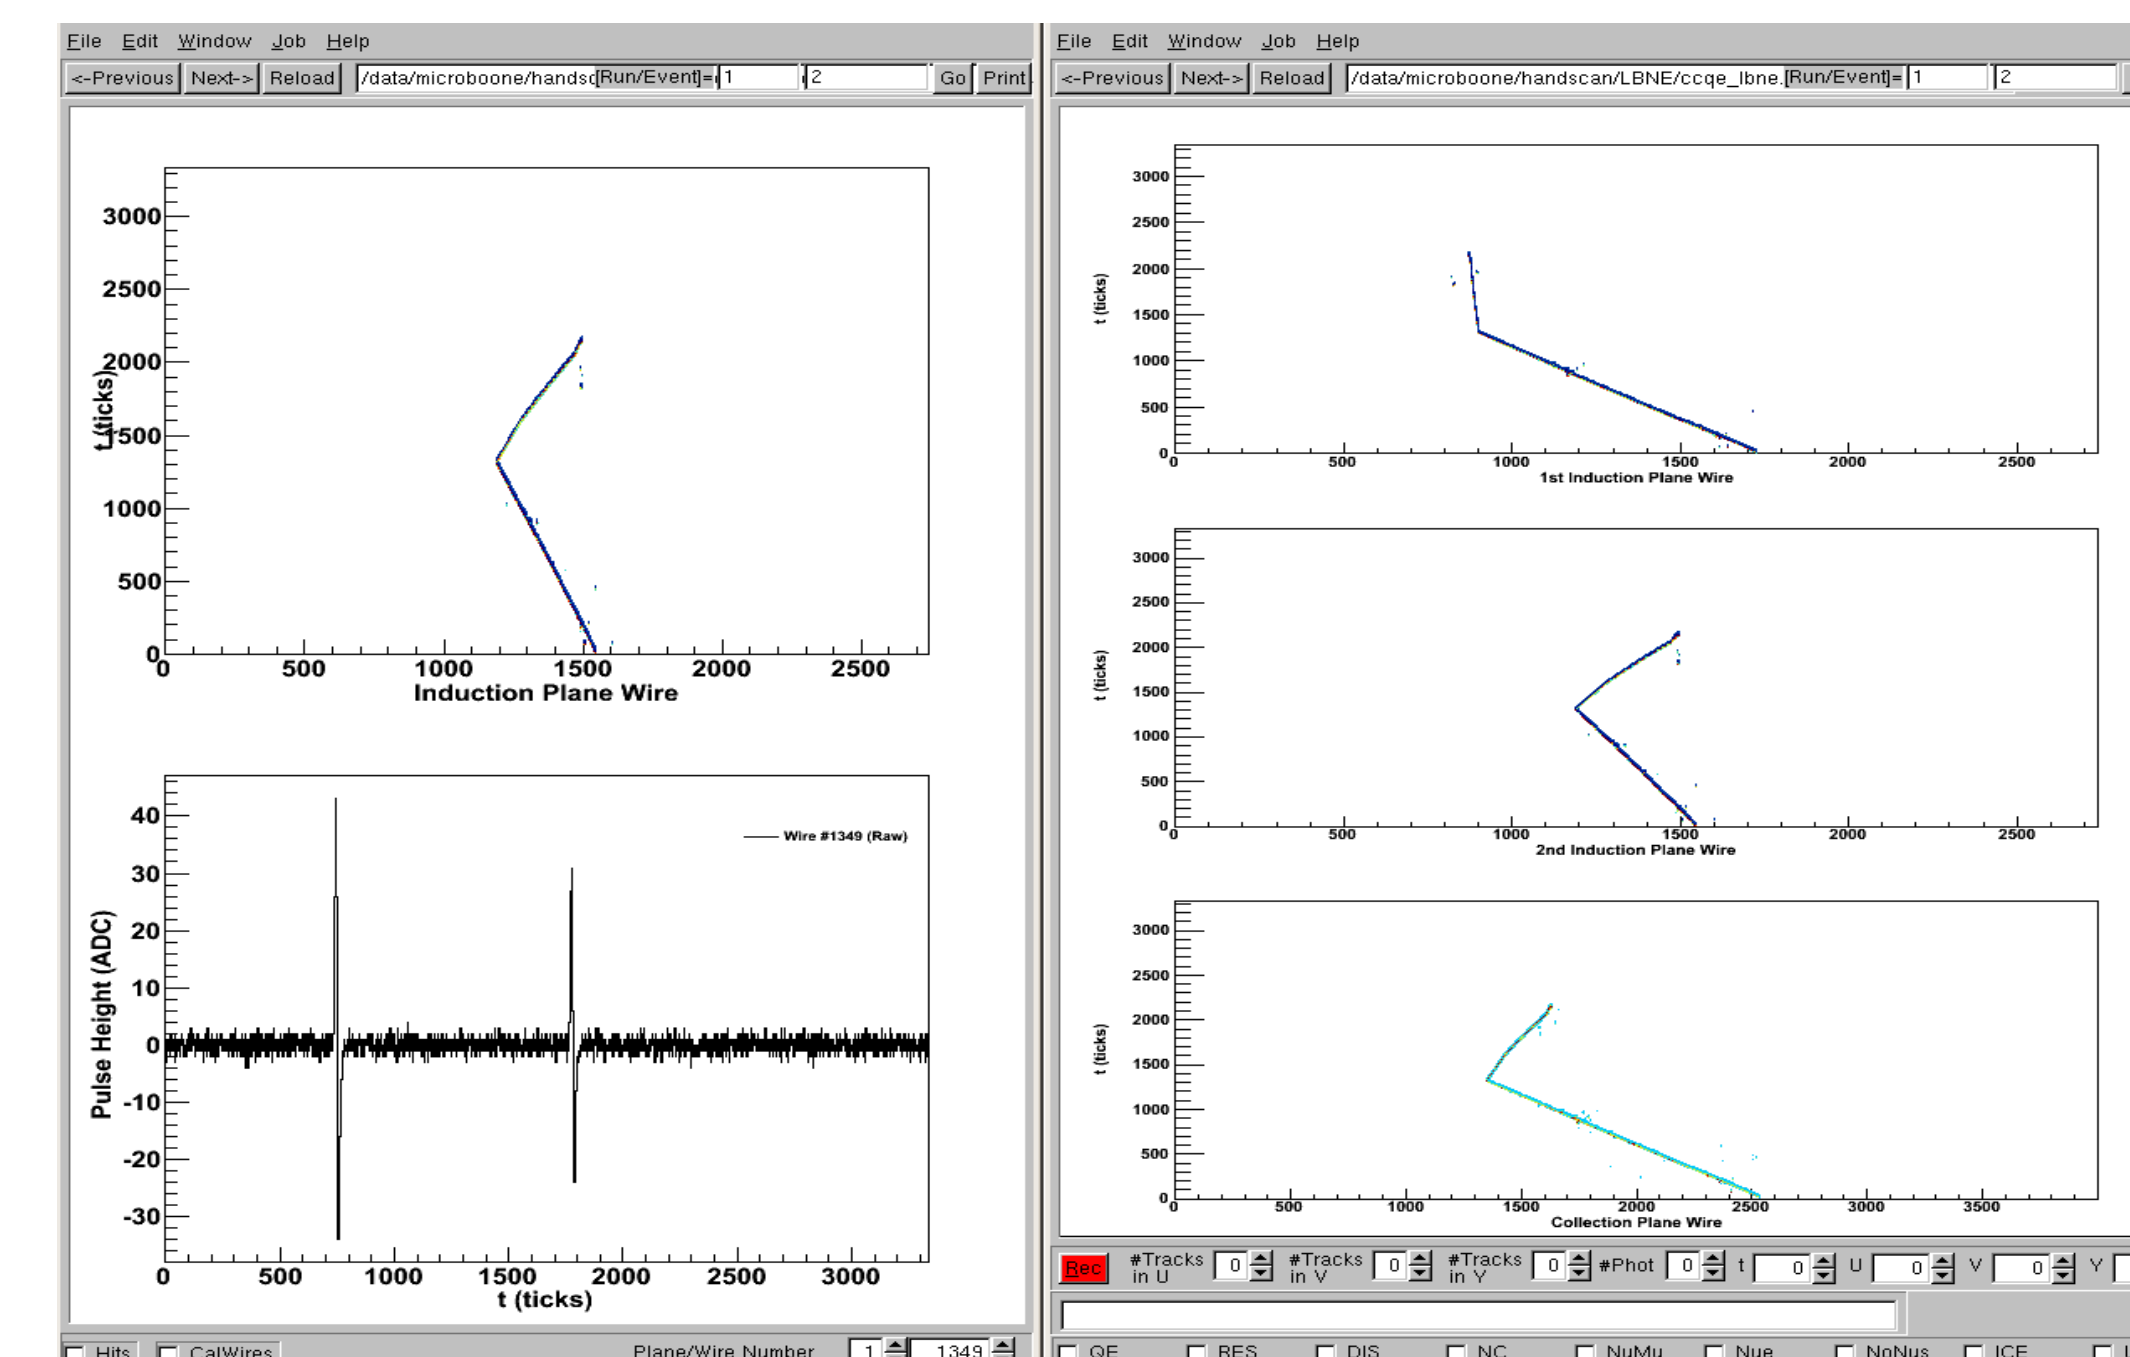 File Edit Window Job Help
<-Previous Next-> Reload /data/microboone/handsc [Run/Event]= 1 2 Go Print
3000
2500
2000
1500
1000
500
0
t (ticks)
0 500 1000 1500 2000 2500
Induction Plane Wire
40
30
20
10
0
-10
-20
-30
Pulse Height (ADC)
Wire #1349 (Raw)
0 500 1000 1500 2000 2500 3000
t (ticks)
Hits CalWires Plane/Wire Number 1 1349
File Edit Window Job Help
<-Previous Next-> Reload /data/microboone/handscan/LBNE/ccqe_lbne. [Run/Event]= 1 2
3000
2500
2000
1500
1000
500
0
t (ticks)
0 500 1000 1500 2000 2500
1st Induction Plane Wire
3000
2500
2000
1500
1000
500
0
t (ticks)
0 500 1000 1500 2000 2500
2nd Induction Plane Wire
3000
2500
2000
1500
1000
500
0
t (ticks)
0 500 1000 1500 2000 2500 3000 3500
Collection Plane Wire
Rec #Tracks in U 0 #Tracks in V 0 #Tracks in Y 0 #Phot 0 t 0 U 0 V 0 Y
QE RES DIS NC NuMu Nue NoNus ICE